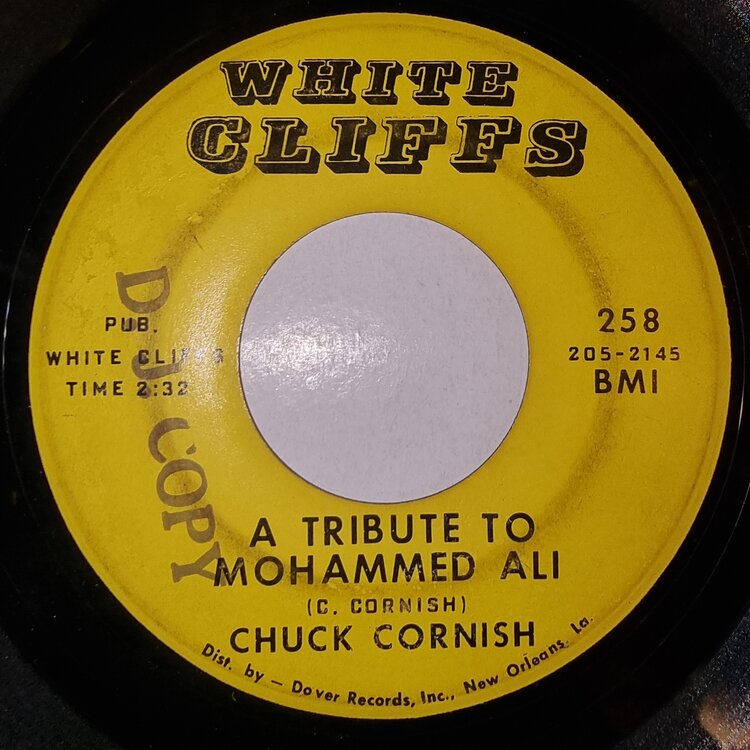 WHITE
CLIFFS
D J COPY
PUB.
WHITE CLIFFS
TIME 2:32
258
205-2145
BMI
A TRIBUTE TO
MOHAMMED ALI
(C. CORNISH)
CHUCK CORNISH
Dist. by — Dover Records, Inc., New Orleans, La.